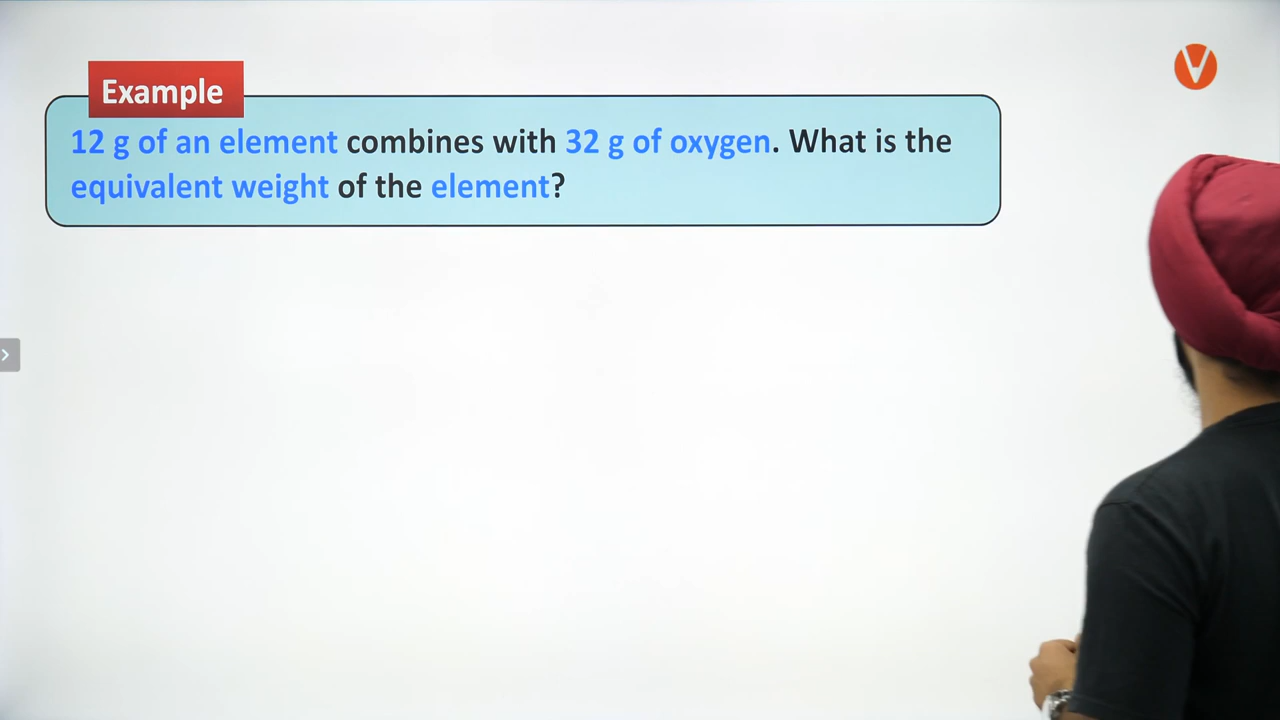 Example
12 g of an element combines with 32 g of oxygen. What is the
equivalent weight of the element?